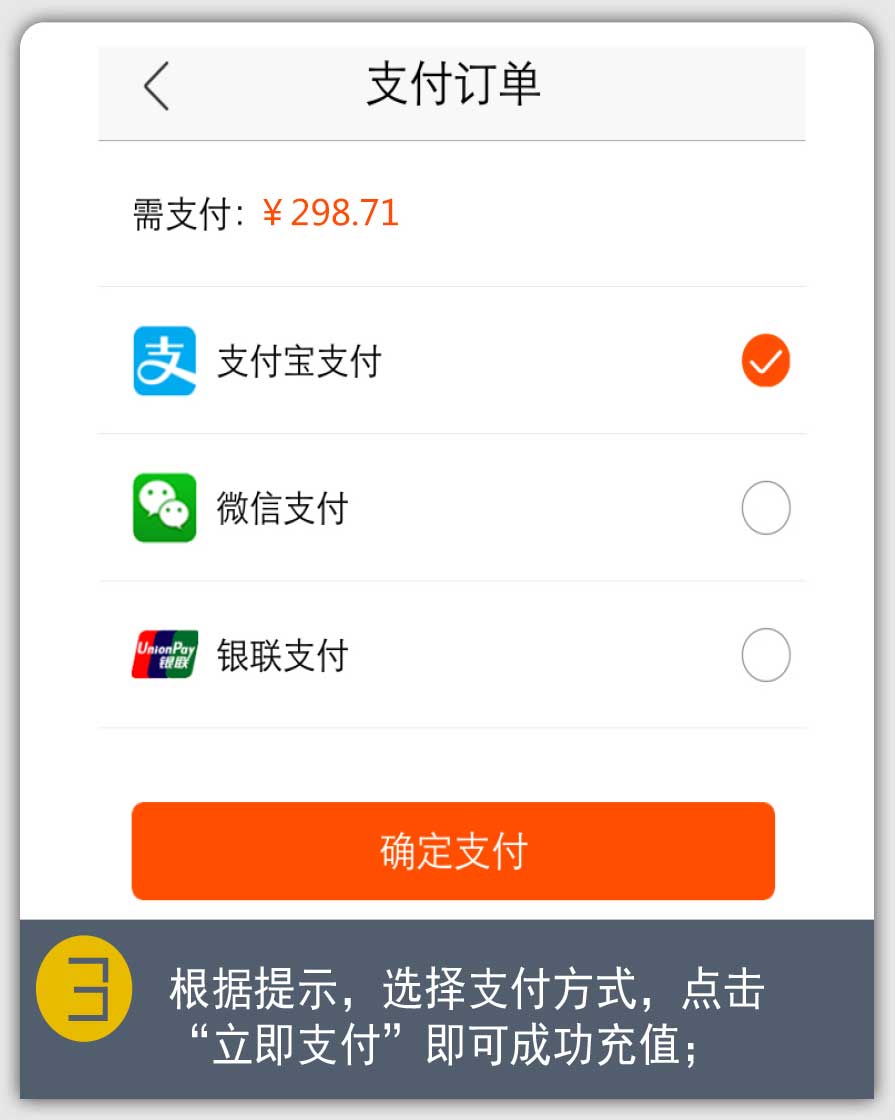 支付订单
需支付：¥ 298.71
支 支付宝支付
微信支付
UnionPay
银联
银联支付
确定支付
3
根据提示，选择支付方式，点击
“立即支付”即可成功充值；